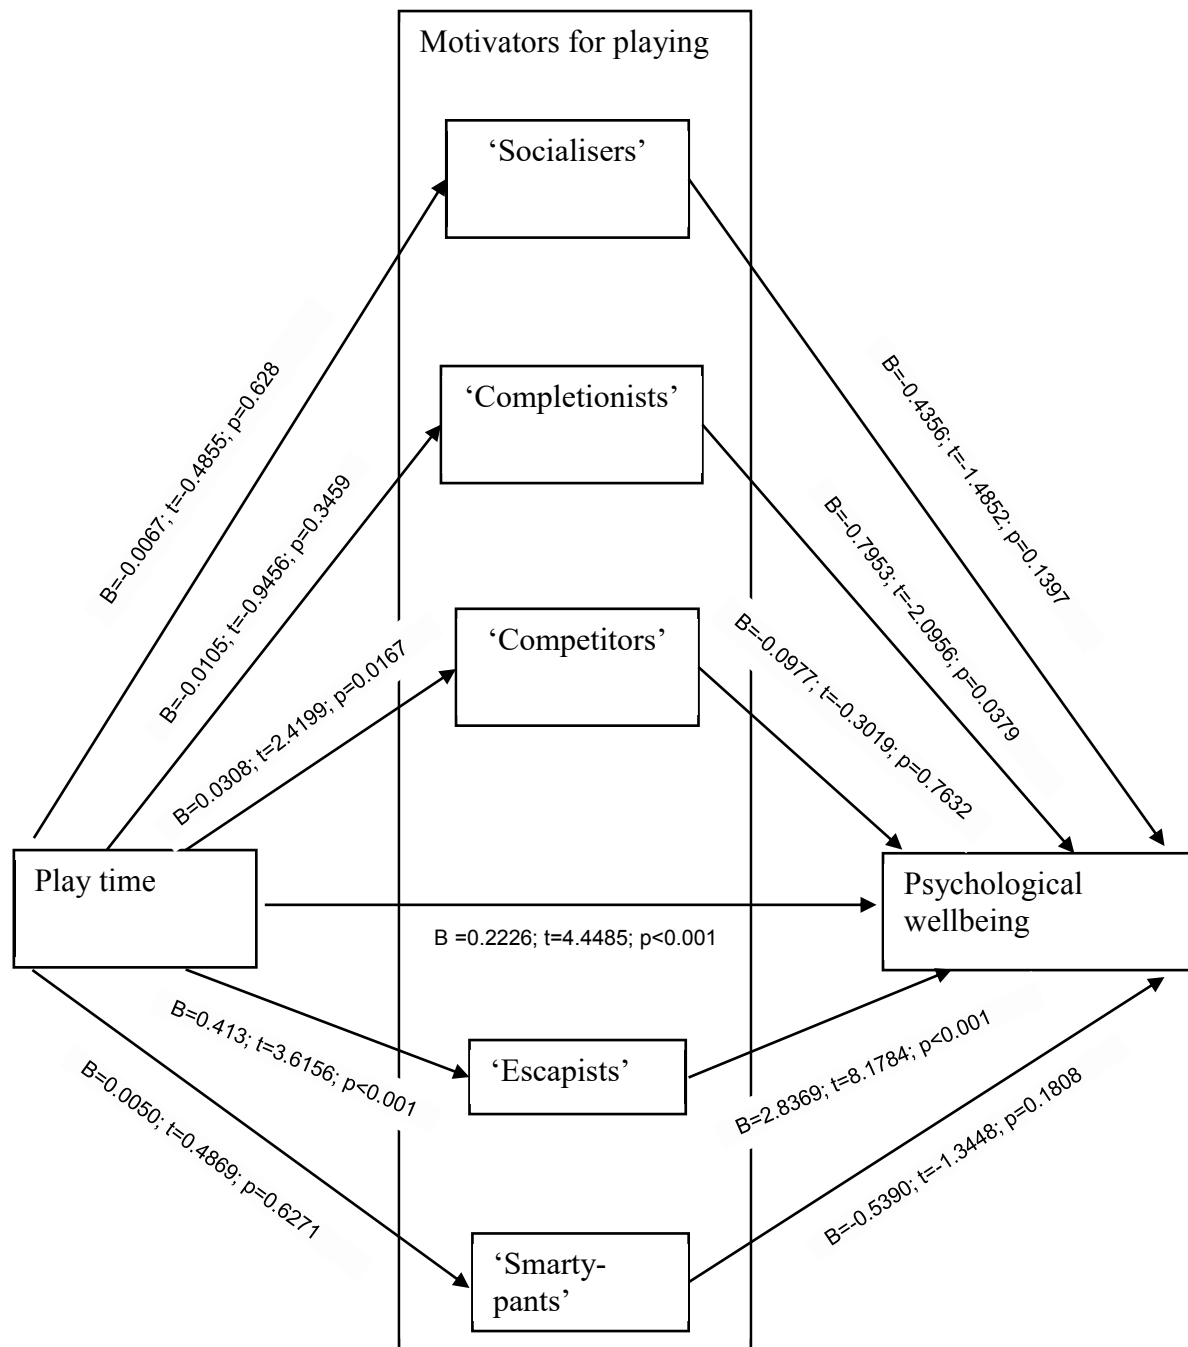 Motivators for playing
‘Socialisers’
B=-0.0067; t=-0.4855; p=0.628
B=-0.4356; t=-1.4852; p=0.1397
‘Completionists’
B=-0.0105; t=-0.9456; p=0.3459
B=-0.7953; t=-2.0956; p=0.0379
‘Competitors’
B=0.0308; t=2.4199; p=0.0167
B=-0.0977; t=-0.3019; p=0.7632
Play time
Psychological
wellbeing
B =0.2226; t=4.4485; p<0.001
B=0.413; t=3.6156; p<0.001
‘Escapists’
B=2.8369; t=8.1784; p<0.001
B=0.0050; t=0.4869; p=0.6271
B=-0.5390; t=-1.3448; p=0.1808
‘Smarty-
pants’